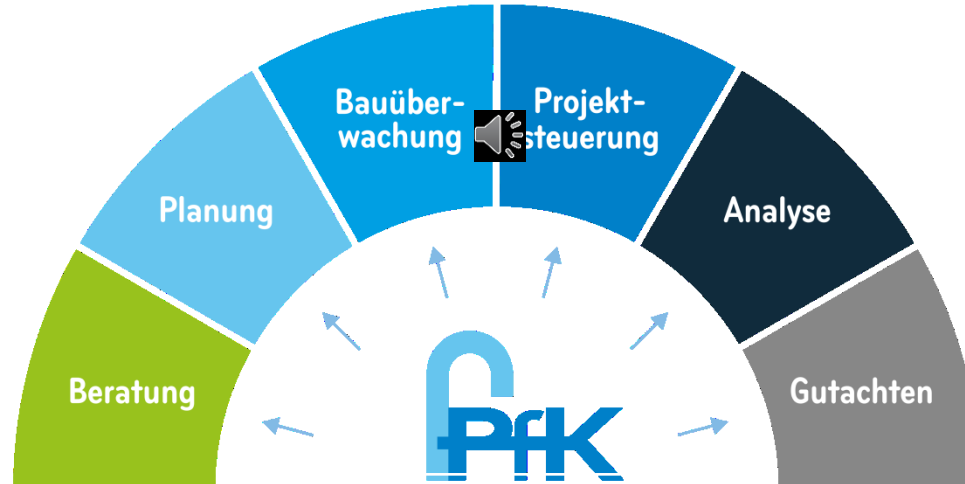 Beratung
Planung
Bauüber-
wachung
Projekt-
steuerung
Analyse
Gutachten
PfK